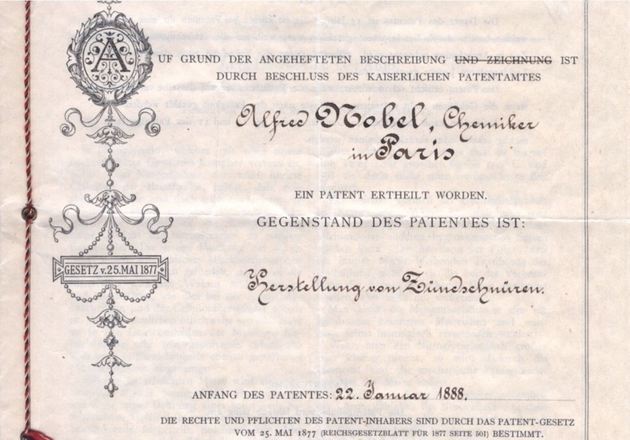 AUF GRUND DER ANGEHEFTETEN BESCHREIBUNG UND ZEICHNUNG IST
DURCH BESCHLUSS DES KAISERLICHEN PATENTAMTES
Alfred Nobel, Chemiker
in Paris
EIN PATENT ERTHEILT WORDEN.
GEGENSTAND DES PATENTES IST:
GESETZ v. 25. MAI 1877
Herstellung von Zündschnüren.
ANFANG DES PATENTES: 22. Januar 1888.
DIE RECHTE UND PFLICHTEN DES PATENT-INHABERS SIND DURCH DAS PATENT-GESETZ
VOM 25. MAI 1877 (REICHSGESETZBLATT FÜR 1877 SEITE 501) BESTIMMT.